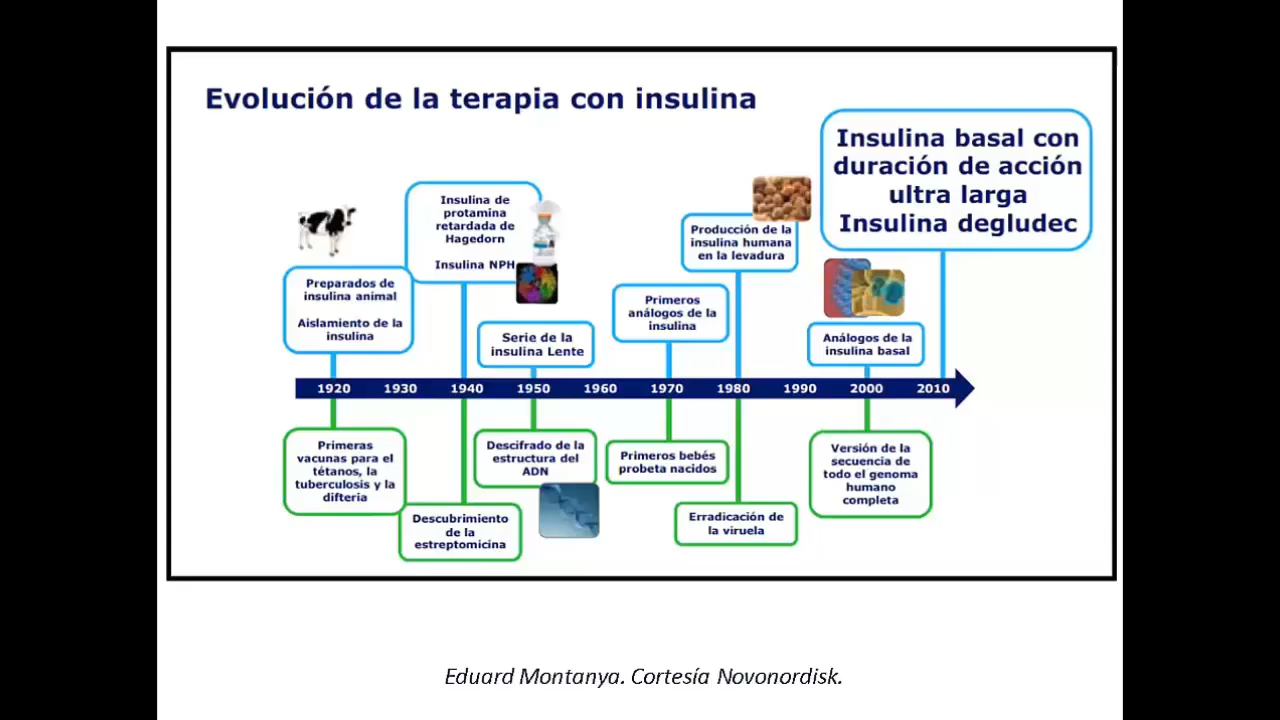 Evolución de la terapia con insulina
Insulina basal con
duración de acción
ultra larga
Insulina degludec
Insulina de
protamina
retardada de
Hagedorn
Insulina NPH
Producción de la
insulina humana
en la levadura
Preparados de
insulina animal
Aislamiento de la
insulina
Primeros
análogos de la
insulina
Serie de la
insulina Lente
Análogos de la
insulina basal
1920 1930 1940 1950 1960 1970 1980 1990 2000 2010
Primeras
vacunas para el
tétanos, la
tuberculosis y la
difteria
Descifrado de la
estructura del
ADN
Primeros bebés
probeta nacidos
Versión de la
secuencia de
todo el genoma
humano
completa
Descubrimiento
de la
estreptomicina
Erradicación de
la viruela
Eduard Montanya. Cortesía Novonordisk.